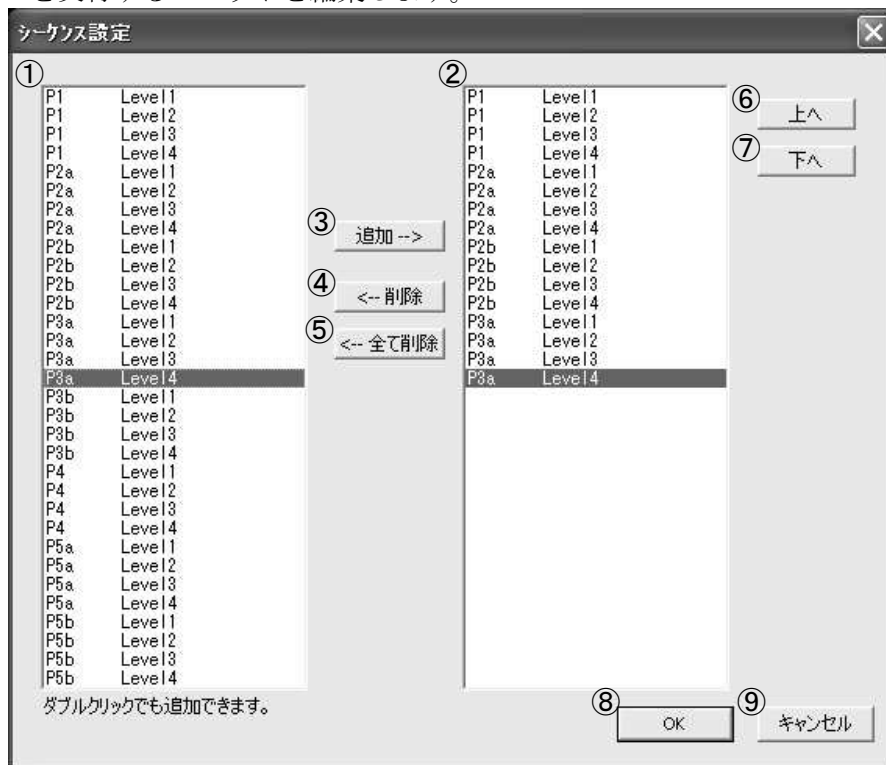 シーケンス設定
①
P1 Level1
P1 Level2
P1 Level3
P1 Level4
P2a Level1
P2a Level2
P2a Level3
P2a Level4
P2b Level1
P2b Level2
P2b Level3
P2b Level4
P3a Level1
P3a Level2
P3a Level3
P3a Level4
P3b Level1
P3b Level2
P3b Level3
P3b Level4
P4 Level1
P4 Level2
P4 Level3
P4 Level4
P5a Level1
P5a Level2
P5a Level3
P5a Level4
P5b Level1
P5b Level2
P5b Level3
P5b Level4
ダブルクリックでも追加できます。
③ 追加 -->
④ <-- 削除
⑤ <-- 全て削除
②
P1 Level1
P1 Level2
P1 Level3
P1 Level4
P2a Level1
P2a Level2
P2a Level3
P2a Level4
P2b Level1
P2b Level2
P2b Level3
P2b Level4
P3a Level1
P3a Level2
P3a Level3
P3a Level4
⑥ 上へ
⑦ 下へ
⑧ OK
⑨ キャンセル